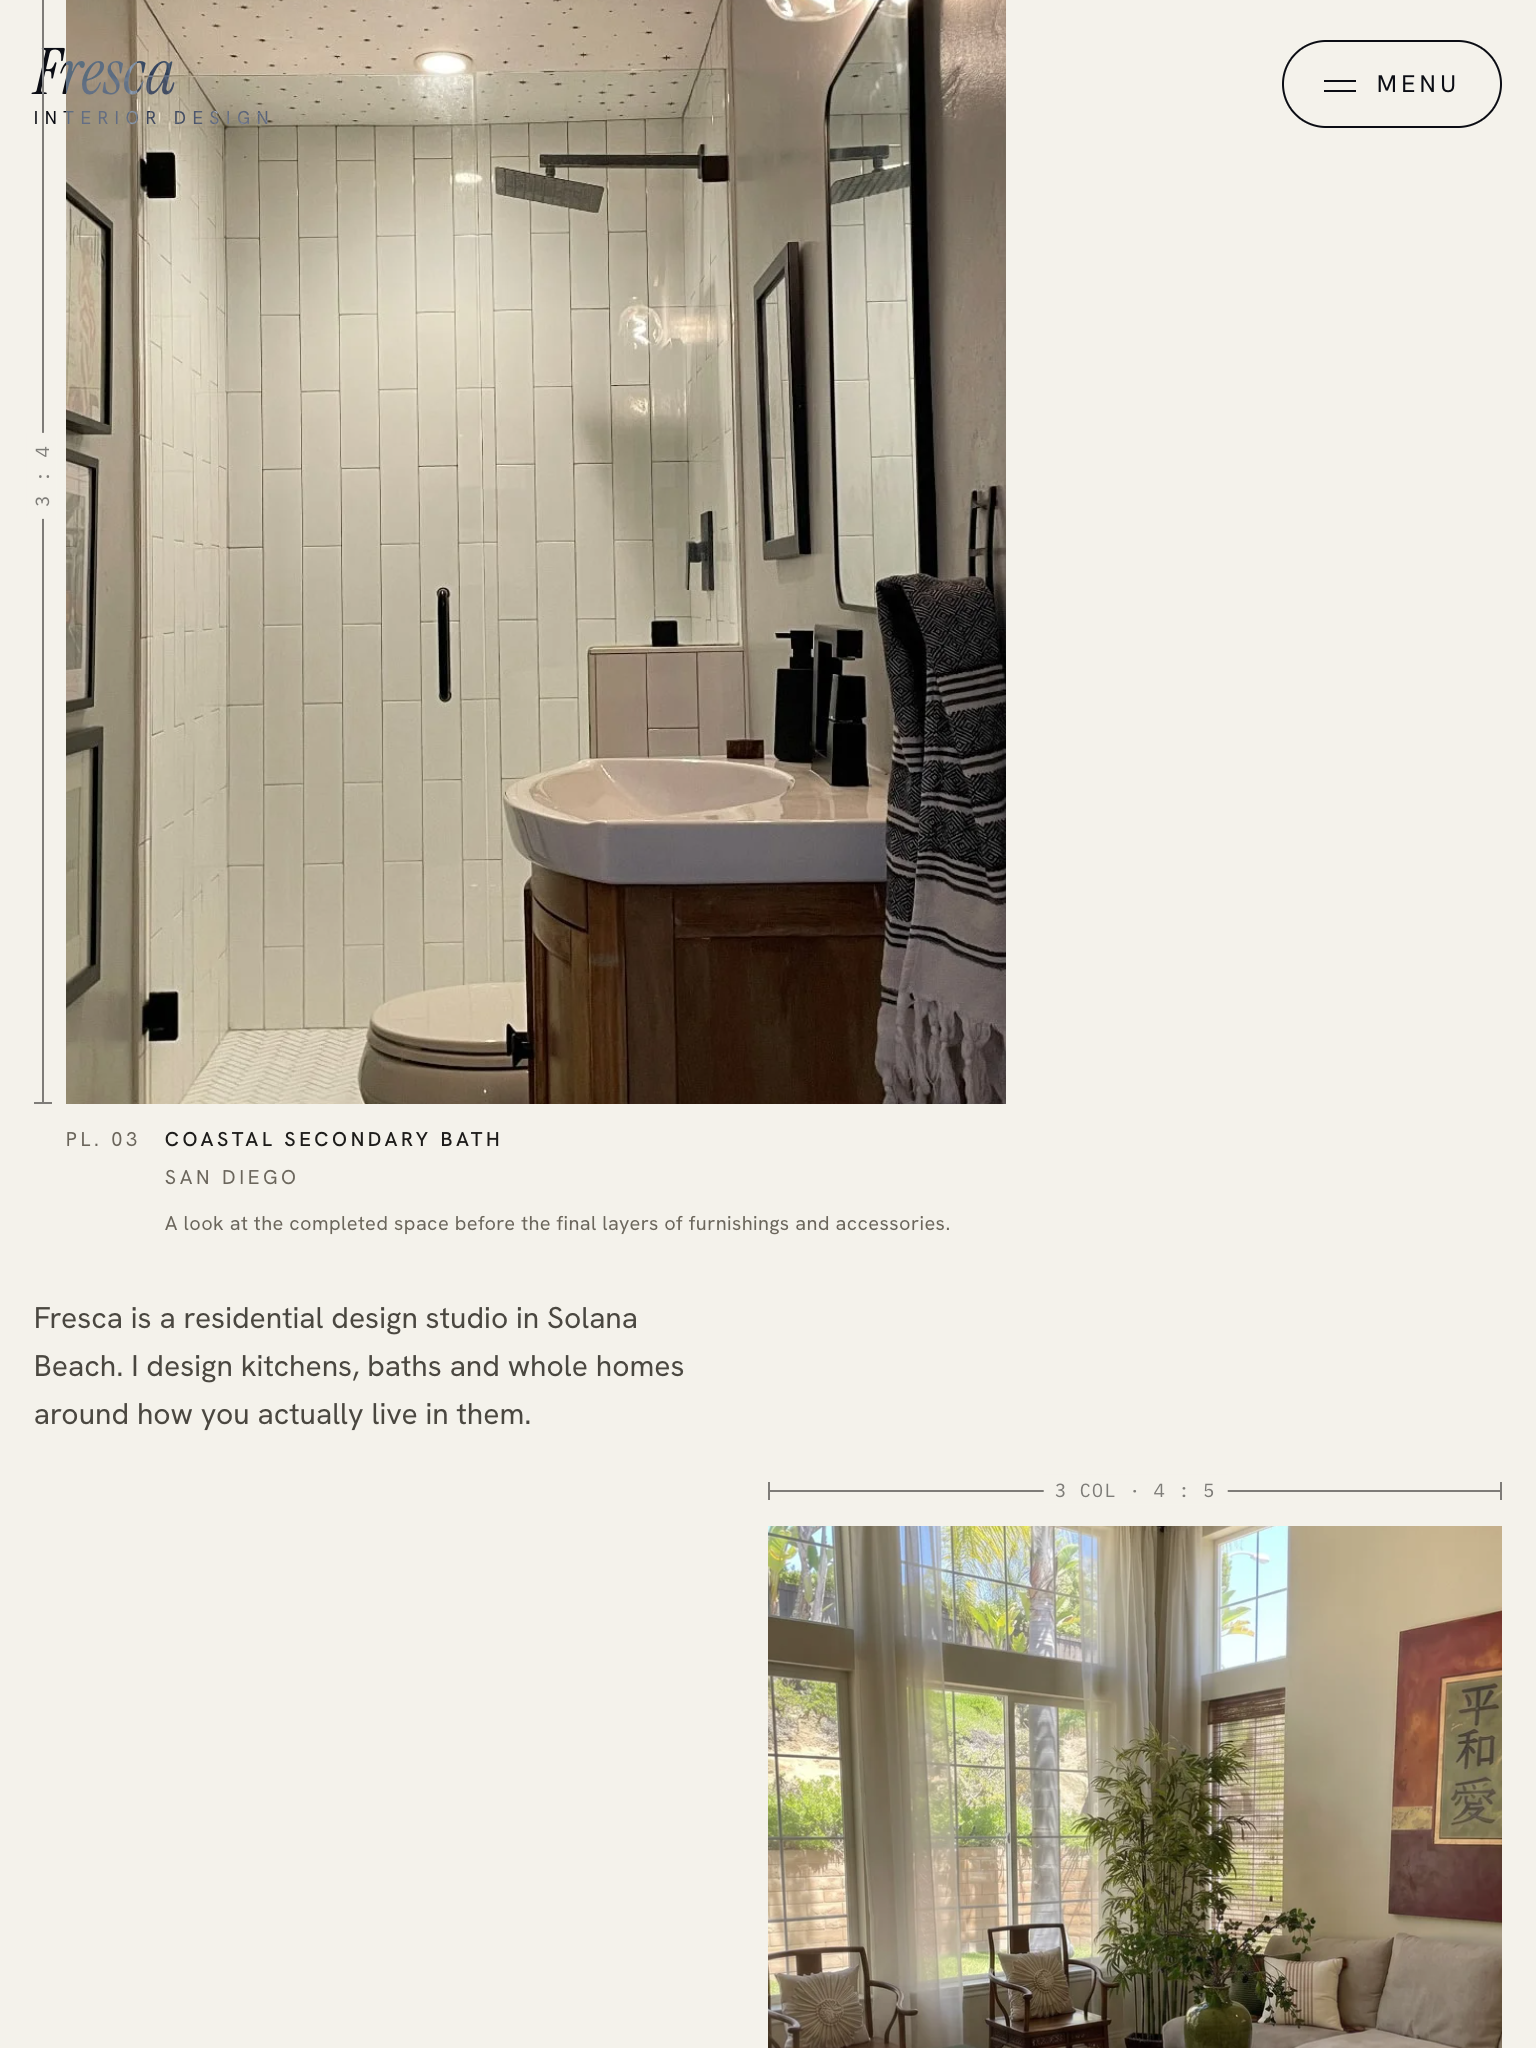 Fresca
INTERIOR DESIGN
MENU
3 : 4
PL. 03 COASTAL SECONDARY BATH
SAN DIEGO
A look at the completed space before the final layers of furnishings and accessories.
Fresca is a residential design studio in Solana
Beach. I design kitchens, baths and whole homes
around how you actually live in them.
3 COL · 4 : 5
平
和
愛